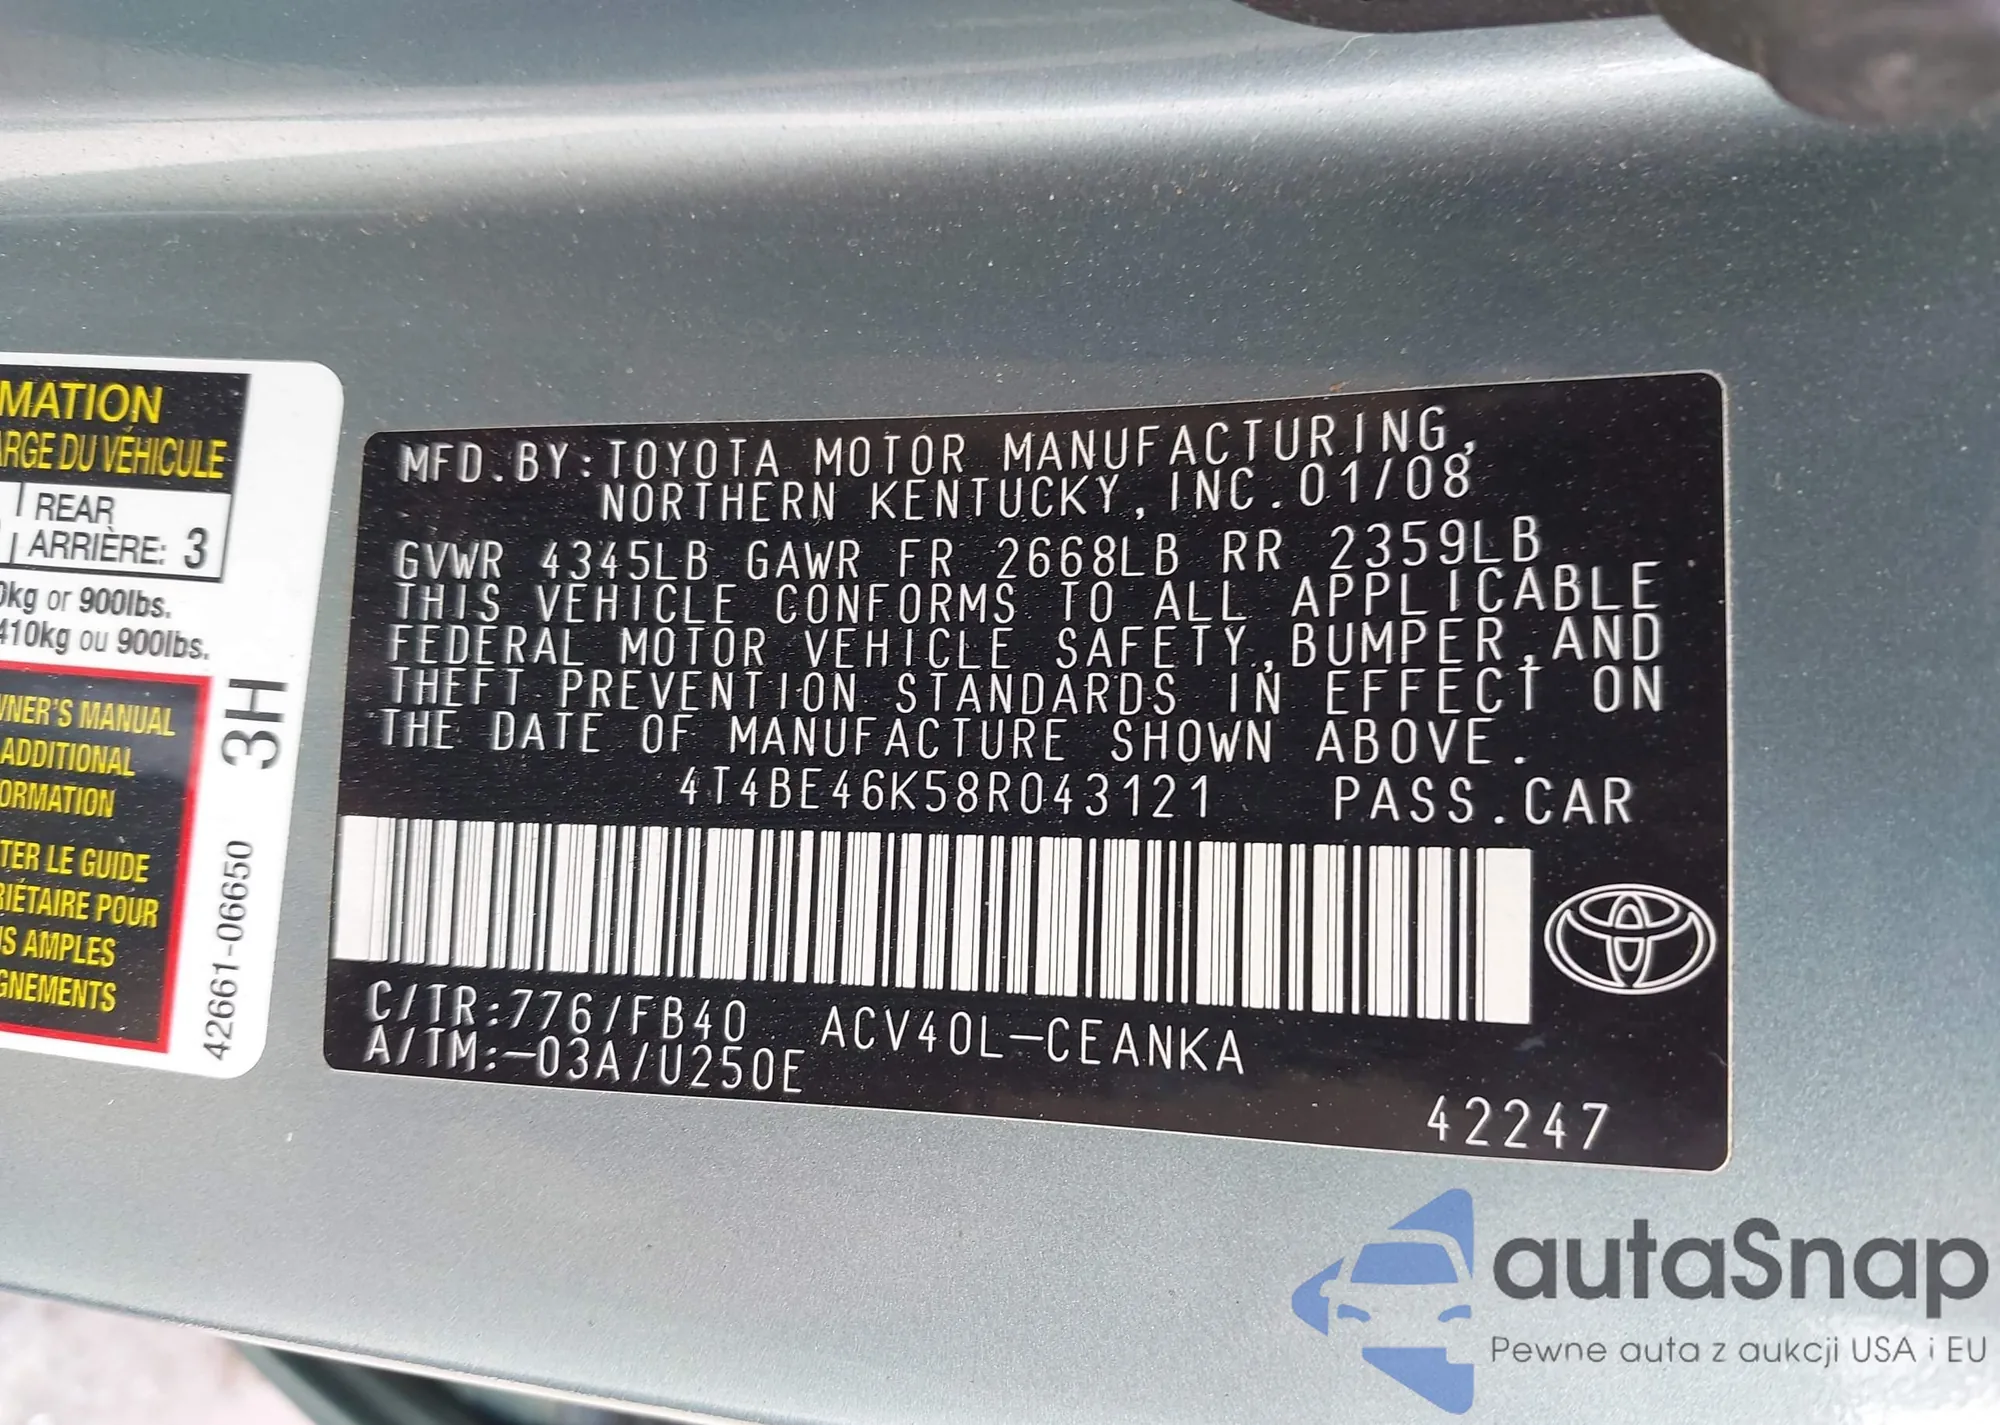 MATION
ARGE DU VÉHICULE
REAR
ARRIÈRE: 3
0kg or 900lbs.
410kg ou 900lbs.
WNER'S MANUAL
ADDITIONAL
ORMATION
TER LE GUIDE
RIÉTAIRE POUR
US AMPLES
GNEMENTS
3H
42661-06650
MFD.BY:TOYOTA MOTOR MANUFACTURING,
NORTHERN KENTUCKY,INC.01/08
GVWR 4345LB GAWR FR 2668LB RR 2359LB
THIS VEHICLE CONFORMS TO ALL APPLICABLE
FEDERAL MOTOR VEHICLE SAFETY,BUMPER,AND
THEFT PREVENTION STANDARDS IN EFFECT ON
THE DATE OF MANUFACTURE SHOWN ABOVE.
4T4BE46K58R043121 PASS.CAR
C/TR:776/FB40 ACV40L-CEANKA
A/TM:-03A/U250E
42247
autaSnap
Pewne auta z aukcji USA i EU